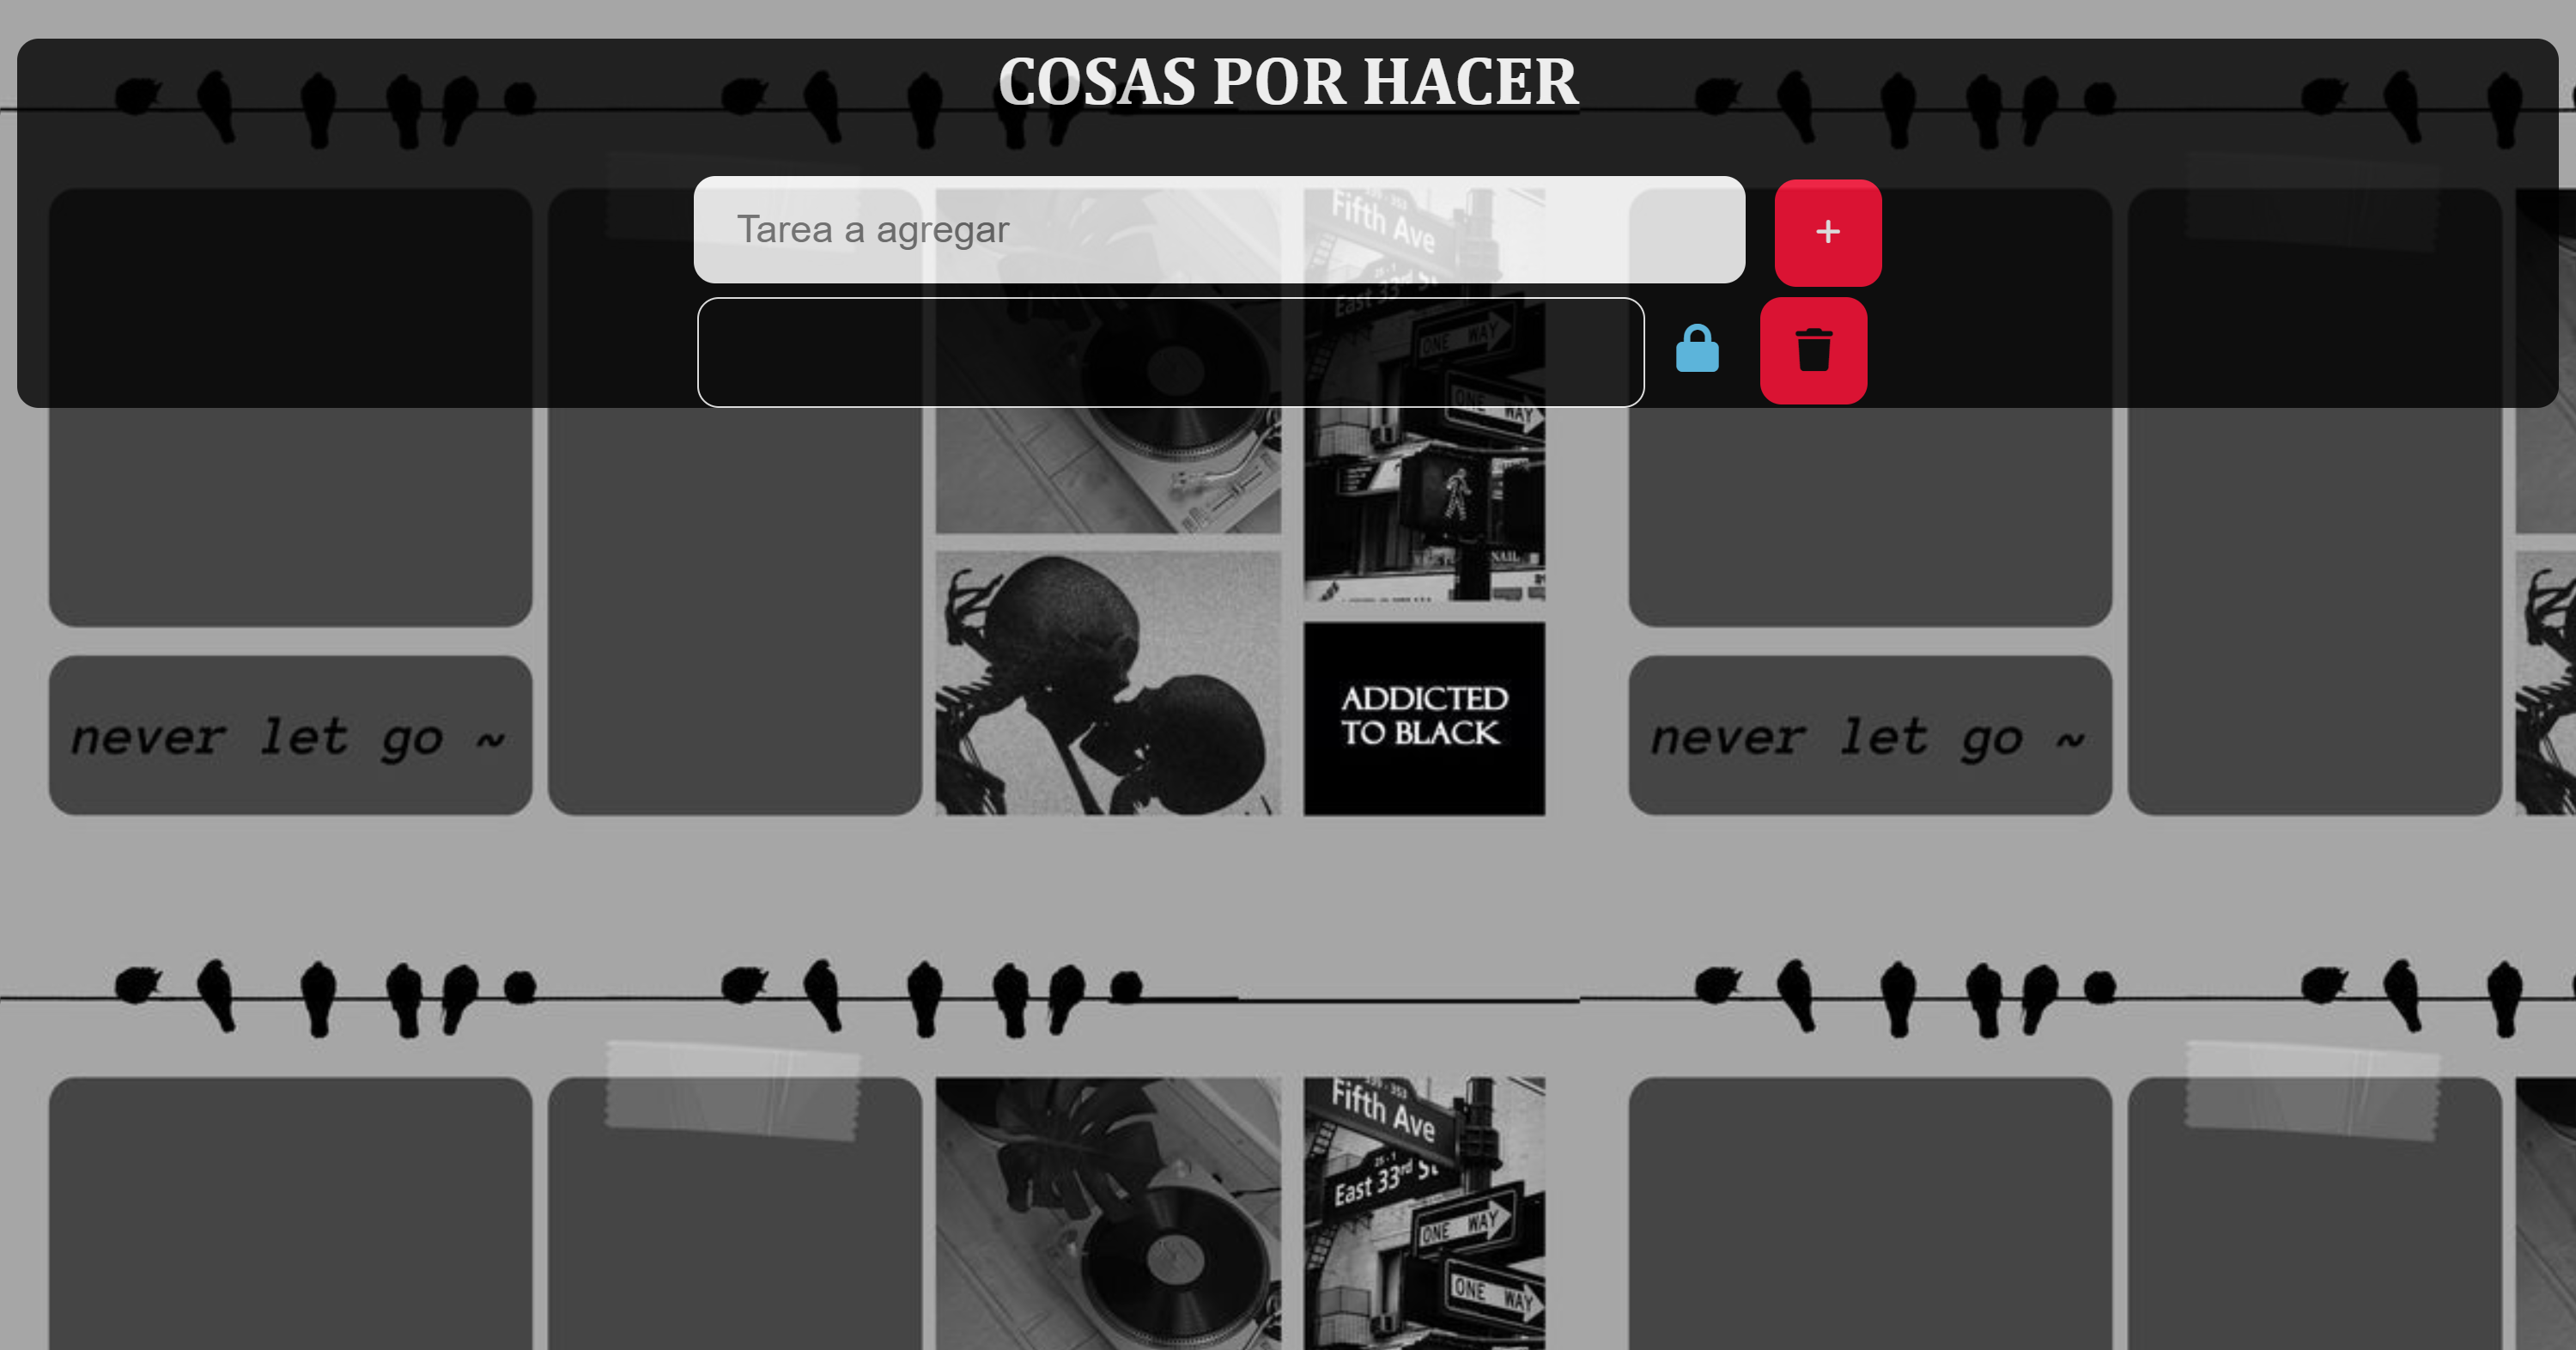 COSAS POR HACER
Tarea a agregar
+
Fifth Ave
East 33rd St
ONE WAY
ONE WAY
ADDICTED
TO BLACK
never let go ~
never let go ~
Fifth Ave
East 33rd St
ONE WAY
ONE WAY